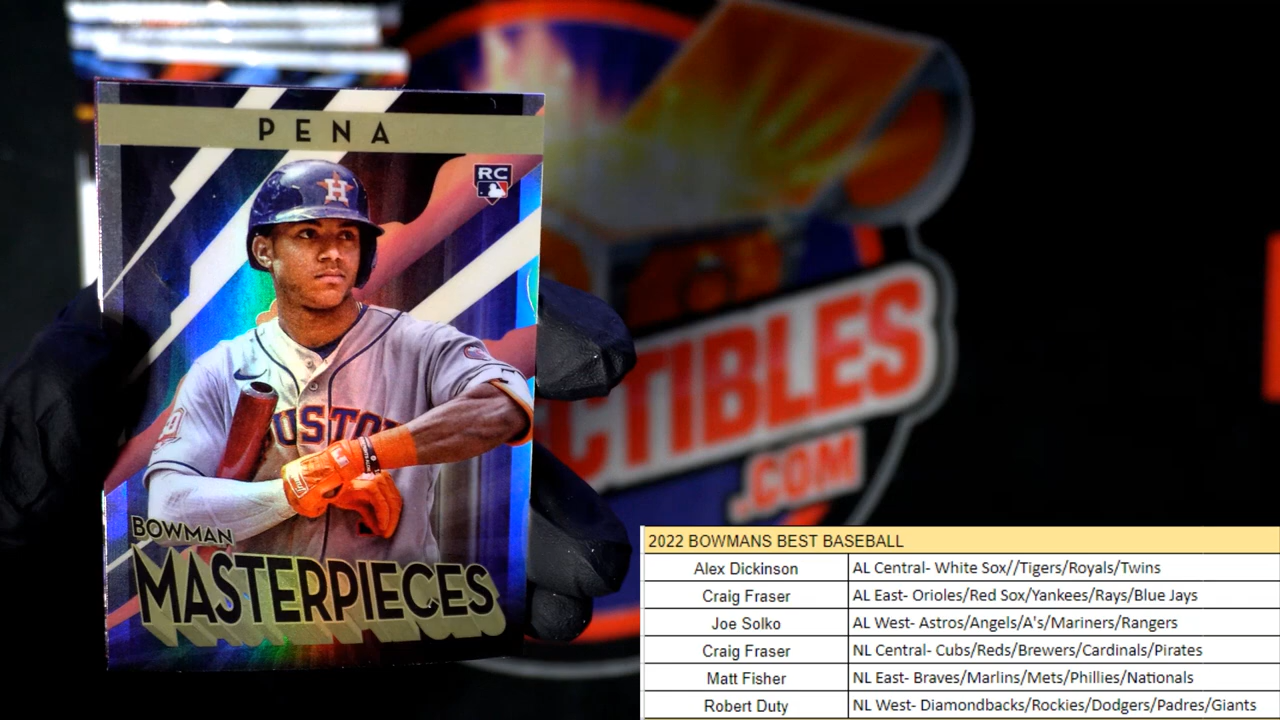 PENA
RC
H
BOWMAN
MASTERPIECES
CTIBLES
.COM
2022 BOWMANS BEST BASEBALL
Alex Dickinson AL Central- White Sox//Tigers/Royals/Twins
Craig Fraser AL East- Orioles/Red Sox/Yankees/Rays/Blue Jays
Joe Solko AL West- Astros/Angels/A's/Mariners/Rangers
Craig Fraser NL Central- Cubs/Reds/Brewers/Cardinals/Pirates
Matt Fisher NL East- Braves/Marlins/Mets/Phillies/Nationals
Robert Duty NL West- Diamondbacks/Rockies/Dodgers/Padres/Giants